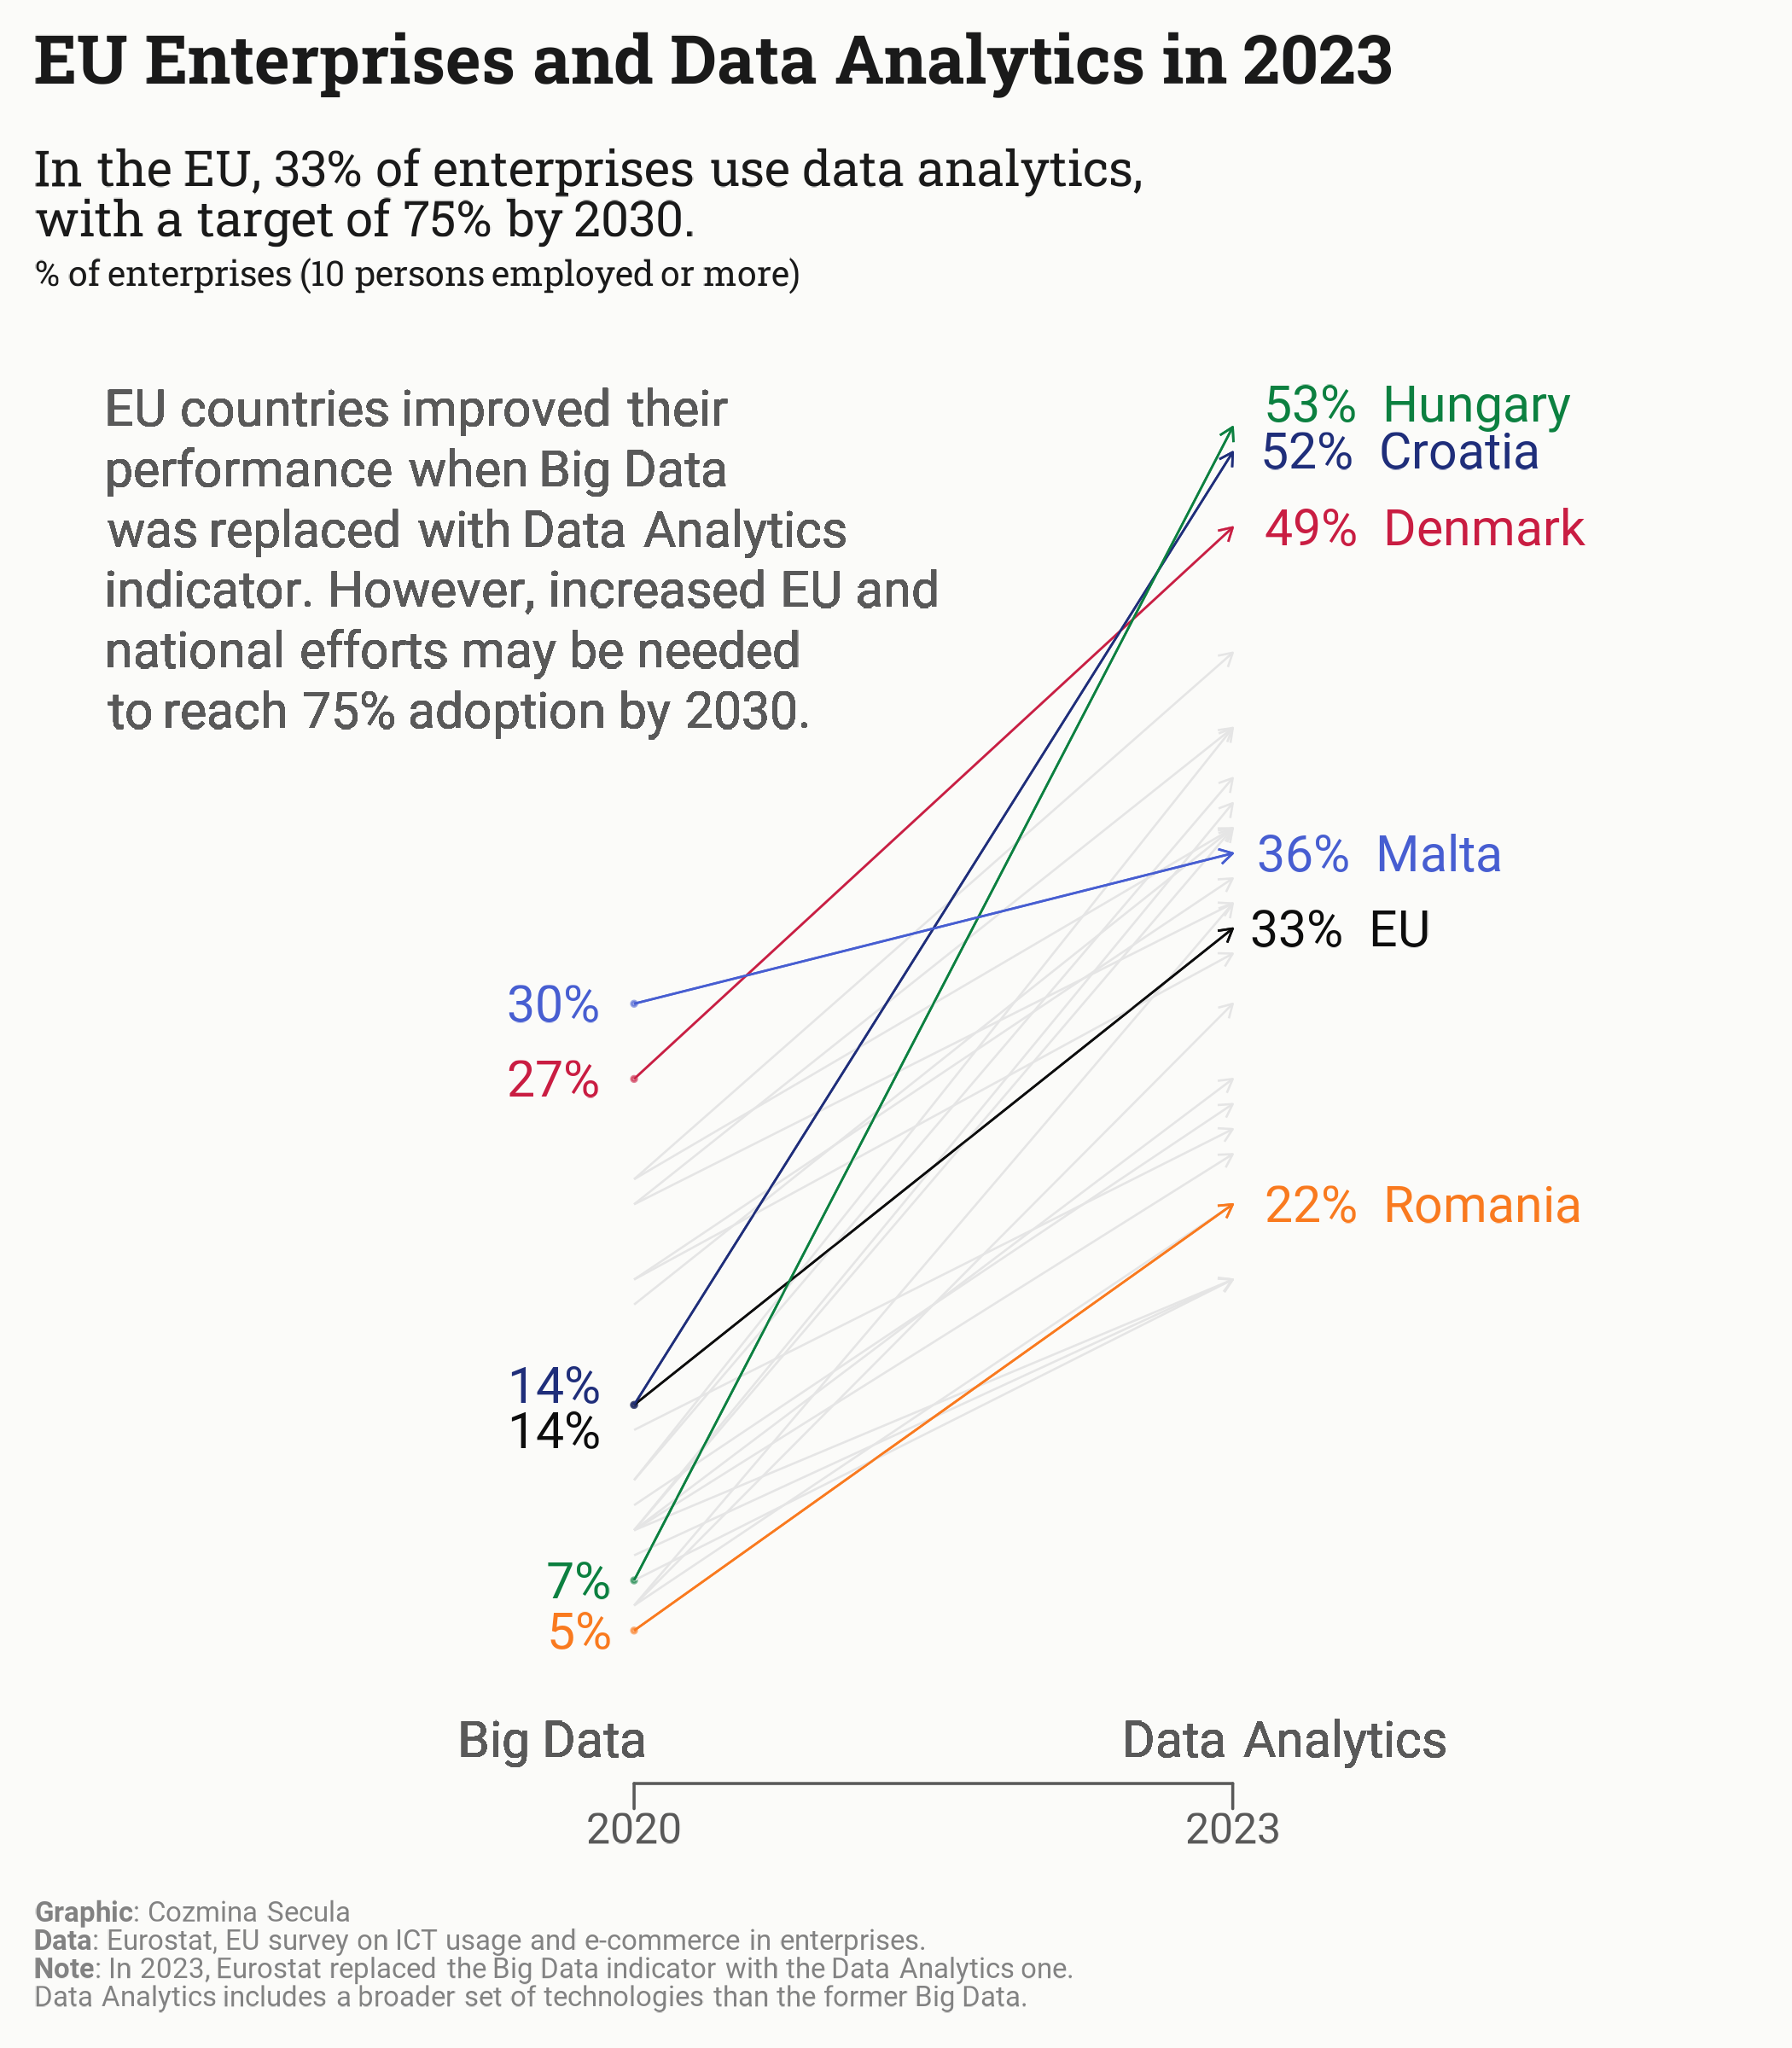 EU Enterprises and Data Analytics in 2023
In the EU, 33% of enterprises use data analytics,
with a target of 75% by 2030.
% of enterprises (10 persons employed or more)
EU countries improved their
performance when Big Data
was replaced with Data Analytics
indicator. However, increased EU and
national efforts may be needed
to reach 75% adoption by 2030.
53% Hungary
52% Croatia
49% Denmark
36% Malta
33% EU
30%
27%
22% Romania
14%
14%
7%
5%
Big Data
Data Analytics
2020
2023
Graphic: Cozmina Secula
Data: Eurostat, EU survey on ICT usage and e-commerce in enterprises.
Note: In 2023, Eurostat replaced the Big Data indicator with the Data Analytics one.
Data Analytics includes a broader set of technologies than the former Big Data.